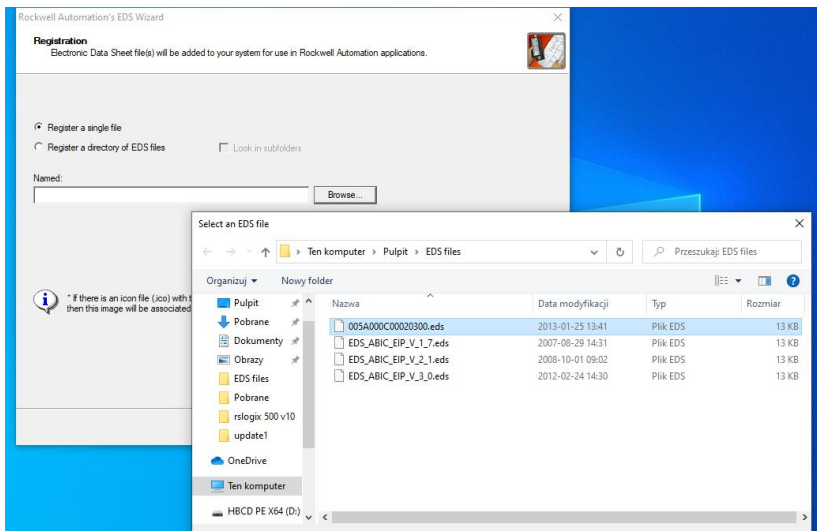 Rockwell Automation's EDS Wizard
Registration
Electronic Data Sheet file(s) will be added to your system for use in Rockwell Automation applications.
Register a single file
Register a directory of EDS files
Look in subfolders
Named:
Browse...
* If there is an icon file (.ico) with t
then this image will be associated
Select an EDS file
Ten komputer > Pulpit > EDS files
Przeszukaj: EDS files
Organizuj
Nowy folder
Pulpit
Pobrane
Dokumenty
Obrazy
EDS files
Pobrane
rslogix 500 v10
update1
OneDrive
Ten komputer
HBCD PE X64 (D:)
Nazwa Data modyfikacji Typ Rozmiar
005A000C00020300.eds 2013-01-25 13:41 Plik EDS 13 KB
EDS_ABIC_EIP_V_1_7.eds 2007-08-29 14:31 Plik EDS 13 KB
EDS_ABIC_EIP_V_2_1.eds 2008-10-01 09:02 Plik EDS 13 KB
EDS_ABIC_EIP_V_3_0.eds 2012-02-24 14:30 Plik EDS 13 KB